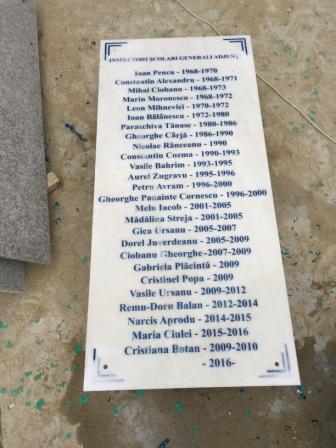 INSPECTORI ȘCOLARI GENERALI ADJUNCȚI
Ioan Pencu - 1968-1970
Constantin Alexandru - 1968-1971
Mihai Ciobanu - 1968-1973
Marin Moronescu - 1968-1972
Leon Mihnevici - 1970-1972
Ioan Bălănescu - 1972-1980
Paraschiva Tănase - 1980-1986
Gheorghe Cârjă - 1986-1990
Nicolae Rânceanu - 1990
Constantin Cozma - 1990-1993
Vasile Bahrim - 1993-1995
Aurel Zugravu - 1995-1996
Petru Avram - 1996-2000
Gheorghe Panainte Cornescu - 1996-2000
Melu Iacob - 2001-2005
Mădălica Streja - 2001-2005
Gica Ursanu - 2005-2007
Dorel Juverdeanu - 2005-2009
Ciobanu Gheorghe-2007-2009
Gabriela Plăcintă - 2009
Cristinel Popa - 2009
Vasile Ursanu - 2009-2012
Remu-Doru Balan - 2012-2014
Narcis Aprodu - 2014-2015
Maria Ciulei - 2015-2016
Cristiana Botan - 2009-2010
- 2016-